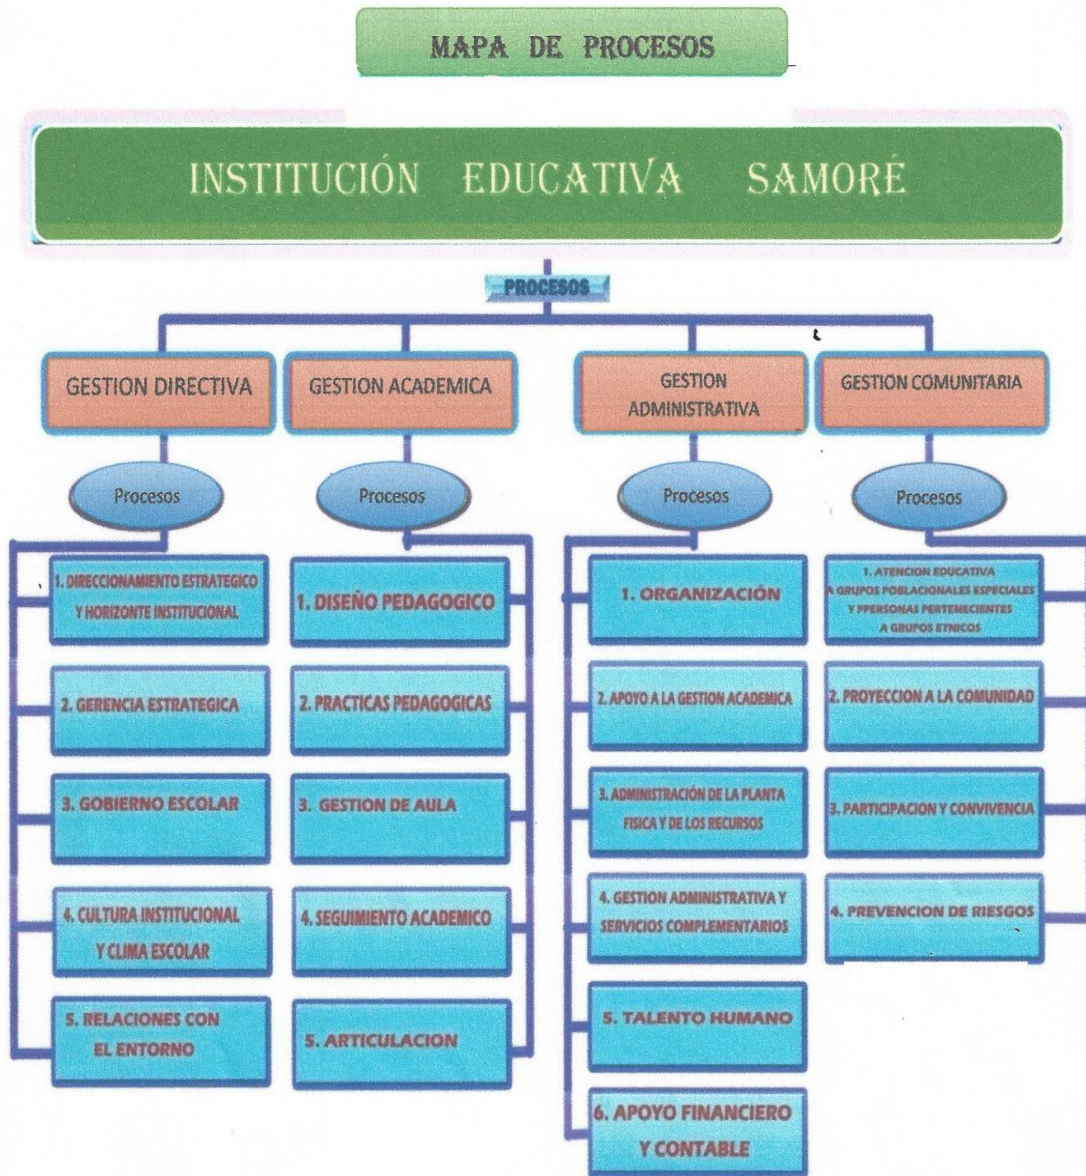 MAPA DE PROCESOS
INSTITUCIÓN EDUCATIVA SAMORÉ
PROCESOS
GESTION DIRECTIVA
Procesos
1. DIRECCIONAMIENTO ESTRATEGICO
Y HORIZONTE INSTITUCIONAL
2. GERENCIA ESTRATEGICA
3. GOBIERNO ESCOLAR
4. CULTURA INSTITUCIONAL
Y CLIMA ESCOLAR
5. RELACIONES CON
EL ENTORNO
GESTION ACADEMICA
Procesos
1. DISEÑO PEDAGOGICO
2. PRACTICAS PEDAGOGICAS
3. GESTION DE AULA
4. SEGUIMIENTO ACADEMICO
5. ARTICULACION
GESTION
ADMINISTRATIVA
Procesos
1. ORGANIZACIÓN
2. APOYO A LA GESTION ACADEMICA
3. ADMINISTRACIÓN DE LA PLANTA
FISICA Y DE LOS RECURSOS
4. GESTION ADMINISTRATIVA Y
SERVICIOS COMPLEMENTARIOS
5. TALENTO HUMANO
6. APOYO FINANCIERO
Y CONTABLE
GESTION COMUNITARIA
Procesos
1. ATENCION EDUCATIVA
A GRUPOS POBLACIONALES ESPECIALES
Y PPERSONAS PERTENECIENTES
A GRUPOS ETNICOS
2. PROYECCION A LA COMUNIDAD
3. PARTICIPACION Y CONVIVENCIA
4. PREVENCION DE RIESGOS